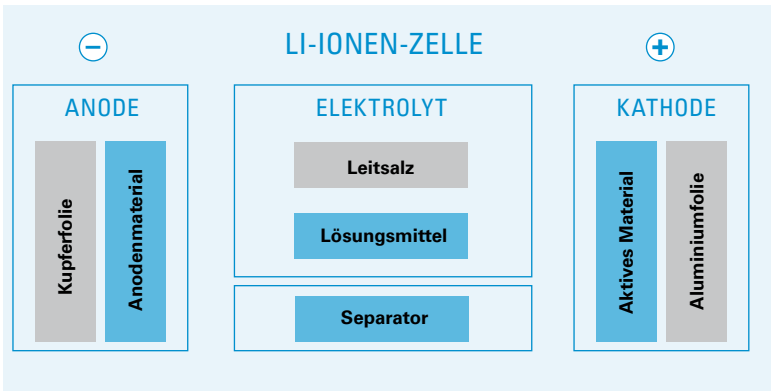 LI-IONEN-ZELLE
−
+
ANODE
Kupferfolie
Anodenmaterial
ELEKTROLYT
Leitsalz
Lösungsmittel
Separator
KATHODE
Aktives Material
Aluminiumfolie